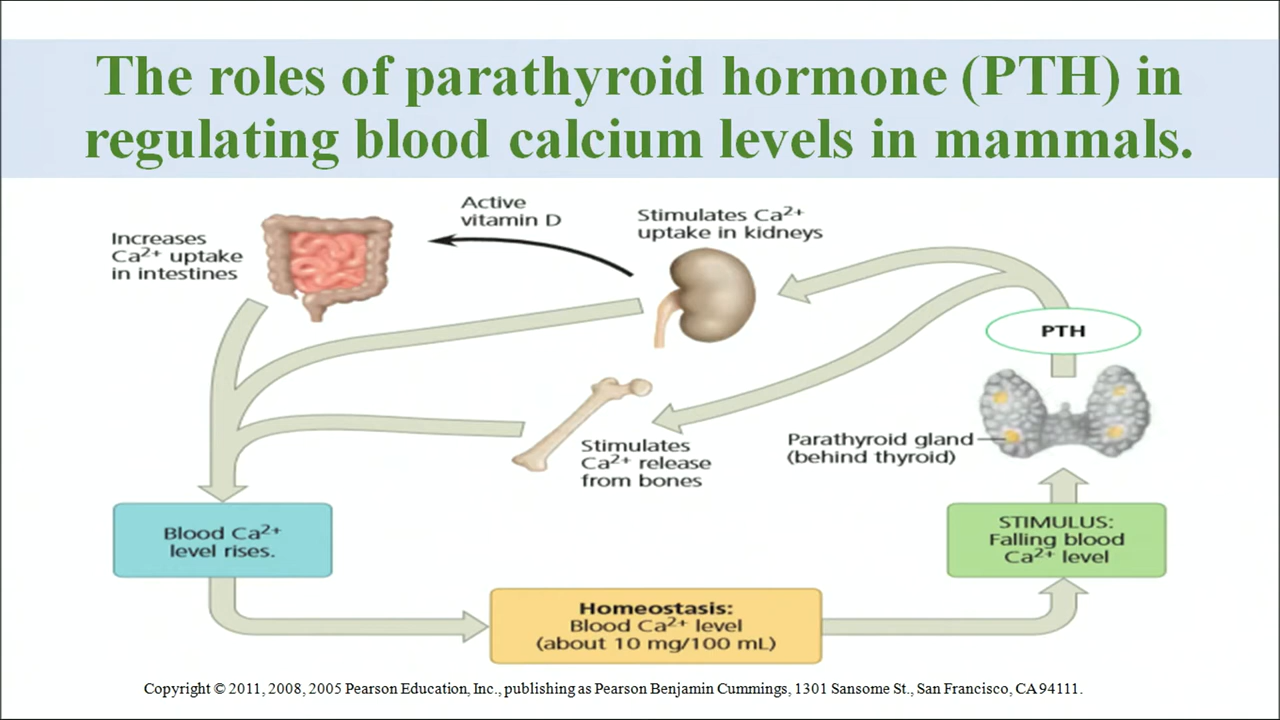 The roles of parathyroid hormone (PTH) in
regulating blood calcium levels in mammals.
Active
vitamin D
Stimulates Ca²⁺
uptake in kidneys
Increases
Ca²⁺ uptake
in intestines
PTH
Stimulates
Ca²⁺ release
from bones
Parathyroid gland
(behind thyroid)
Blood Ca²⁺
level rises.
STIMULUS:
Falling blood
Ca²⁺ level
Homeostasis:
Blood Ca²⁺ level
(about 10 mg/100 mL)
Copyright © 2011, 2008, 2005 Pearson Education, Inc., publishing as Pearson Benjamin Cummings, 1301 Sansome St., San Francisco, CA 94111.